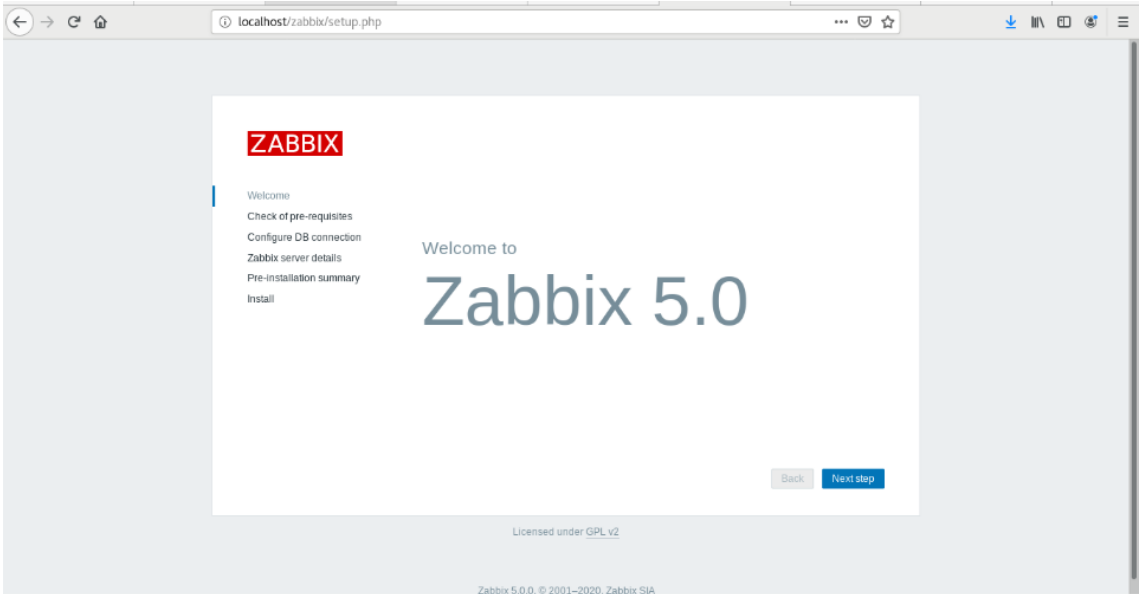 localhost/zabbix/setup.php
ZABBIX
Welcome
Check of pre-requisites
Configure DB connection
Zabbix server details
Pre-installation summary
Install
Welcome to
Zabbix 5.0
Back
Next step
Licensed under GPL v2
Zabbix 5.0.0. © 2001–2020, Zabbix SIA